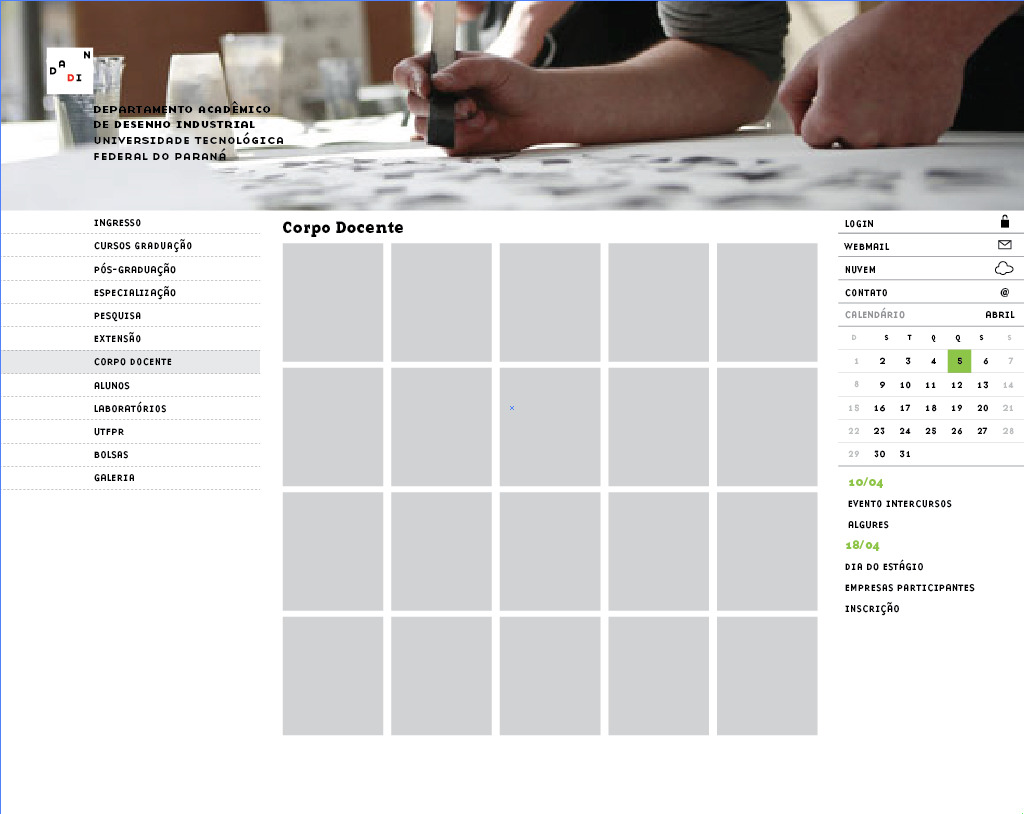 N
A
D
DI
DEPARTAMENTO ACADÊMICO
DE DESENHO INDUSTRIAL
UNIVERSIDADE TECNOLÓGICA
FEDERAL DO PARANÁ
INGRESSO
CURSOS GRADUAÇÃO
PÓS-GRADUAÇÃO
ESPECIALIZAÇÃO
PESQUISA
EXTENSÃO
CORPO DOCENTE
ALUNOS
LABORATÓRIOS
UTFPR
BOLSAS
GALERIA
Corpo Docente
LOGIN
WEBMAIL
NUVEM
CONTATO @
CALENDÁRIO ABRIL
D S T Q Q S S
1 2 3 4 5 6 7
8 9 10 11 12 13 14
15 16 17 18 19 20 21
22 23 24 25 26 27 28
29 30 31
10/04
EVENTO INTERCURSOS
ALGURES
18/04
DIA DO ESTÁGIO
EMPRESAS PARTICIPANTES
INSCRIÇÃO